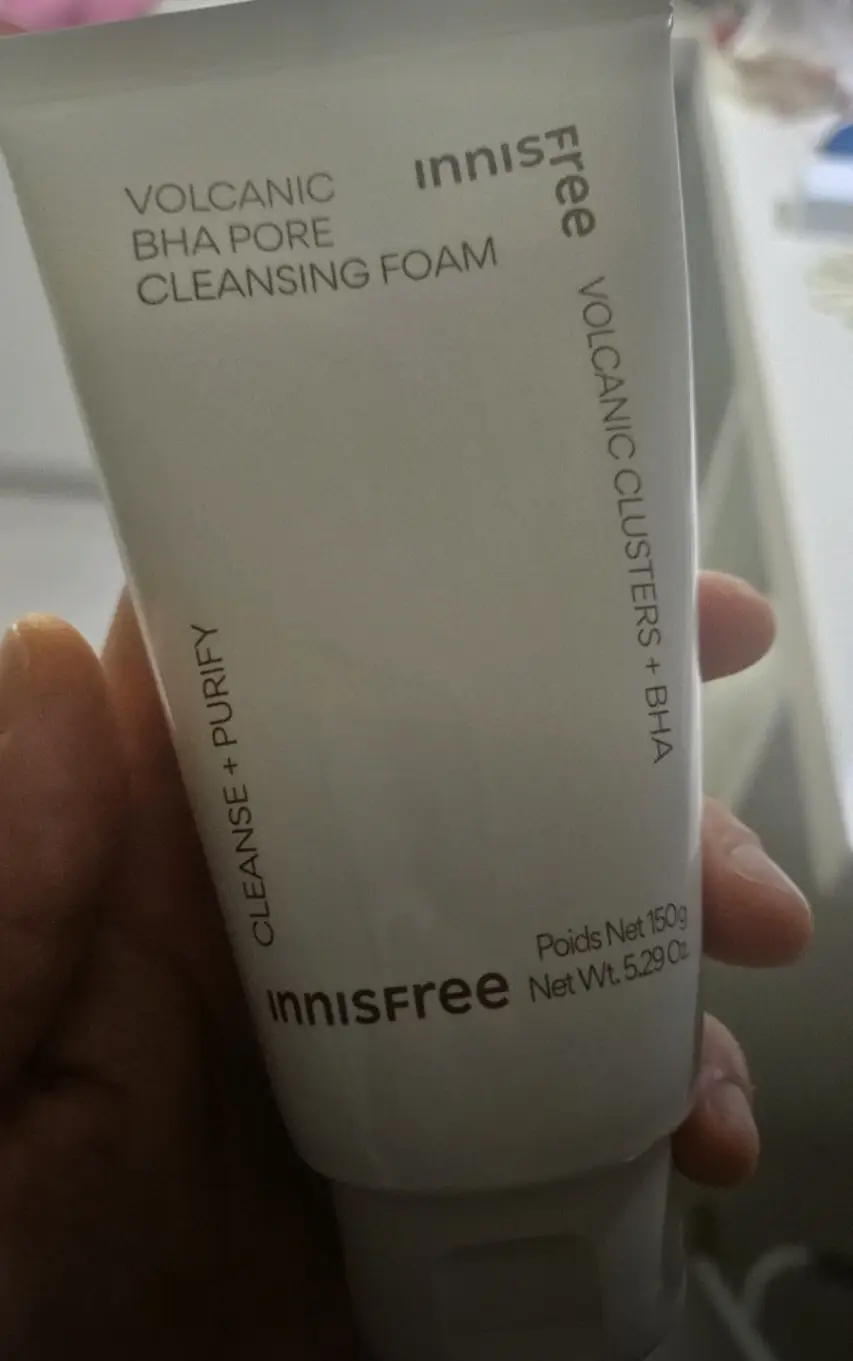 VOLCANIC
BHA PORE
CLEANSING FOAM
innisfree
VOLCANIC CLUSTERS + BHA
CLEANSE + PURIFY
innisfree
Poids Net 150g
Net Wt. 5.29 Oz.